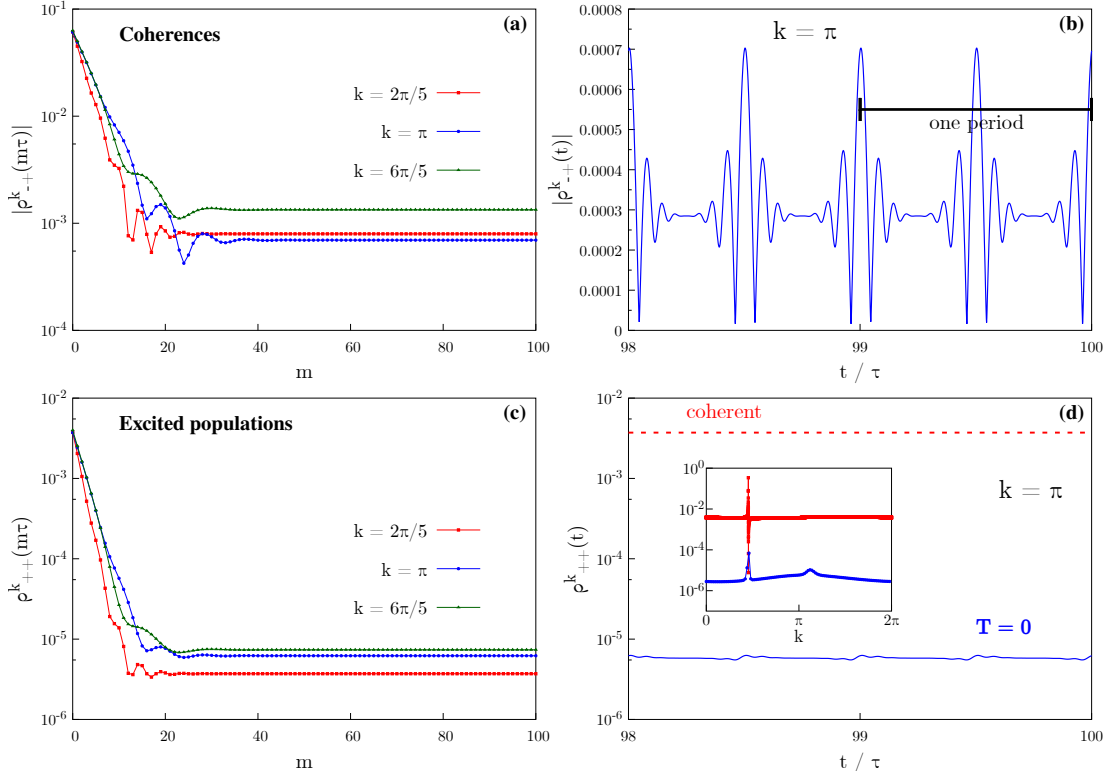 (a)
Coherences
k = 2π/5
k = π
k = 6π/5
|ρ^k_-+(mτ)|
10^-1
10^-2
10^-3
10^-4
0 20 40 60 80 100
m
(b)
k = π
one period
|ρ^k_-+(t)|
0.0008
0.0007
0.0006
0.0005
0.0004
0.0003
0.0002
0.0001
0
98 99 100
t / τ
(c)
Excited populations
k = 2π/5
k = π
k = 6π/5
ρ^k_++(mτ)
10^-2
10^-3
10^-4
10^-5
10^-6
0 20 40 60 80 100
m
(d)
coherent
k = π
T = 0
ρ^k_++(t)
10^-2
10^-3
10^-4
10^-5
10^-6
98 99 100
t / τ
10^0
10^-2
10^-4
10^-6
0 π 2π
k